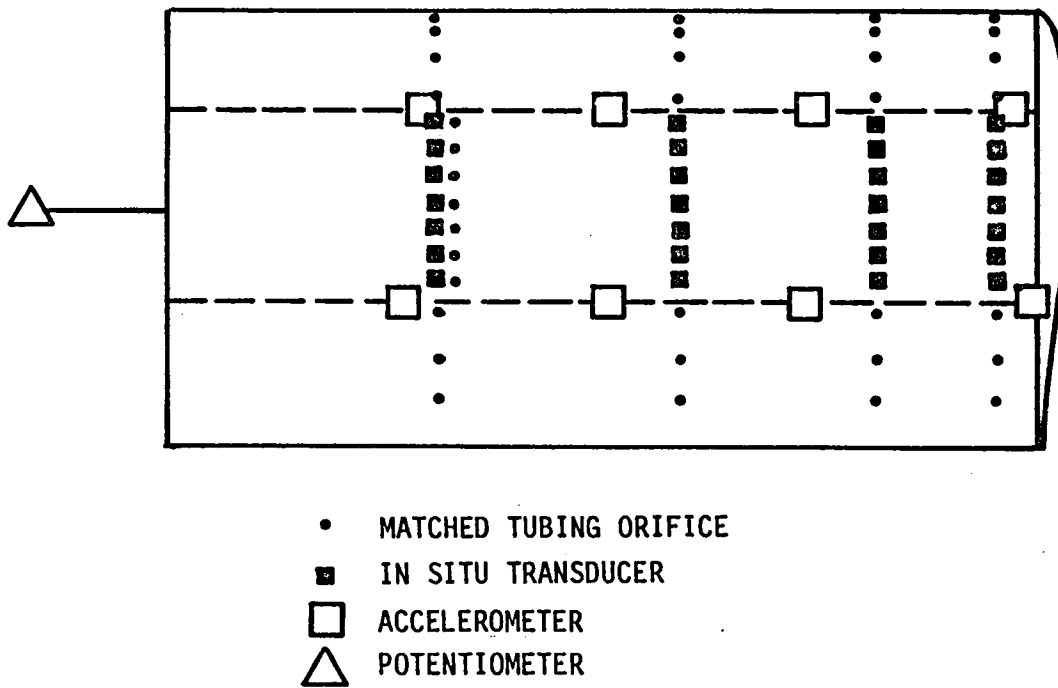 MATCHED TUBING ORIFICE
IN SITU TRANSDUCER
ACCELEROMETER
POTENTIOMETER